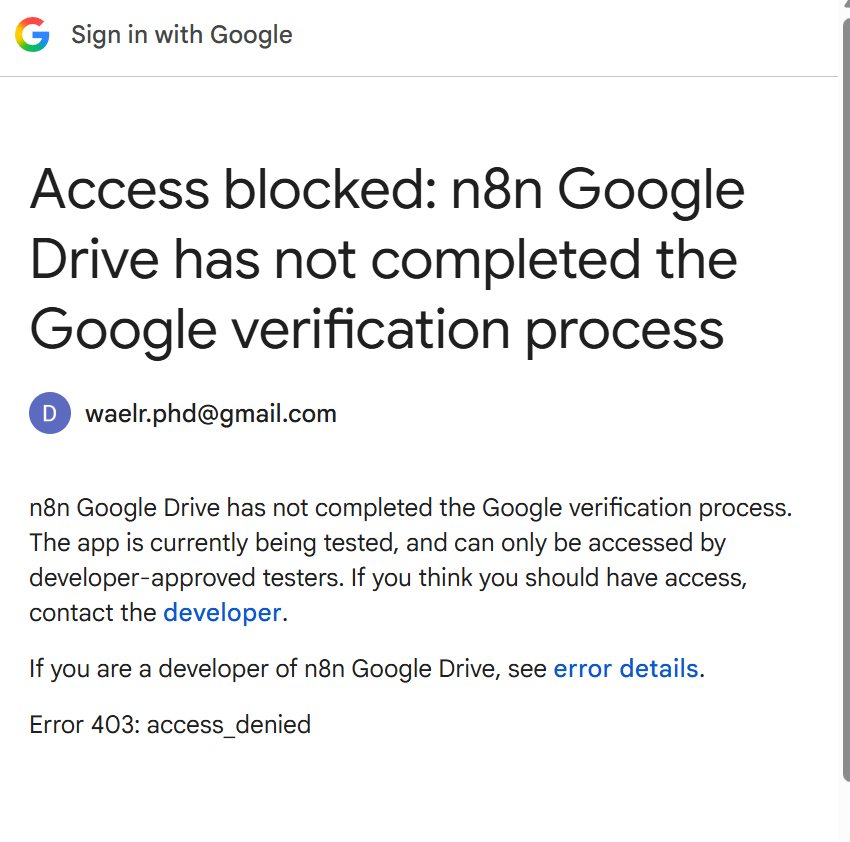 Sign in with Google
Access blocked: n8n Google
Drive has not completed the
Google verification process
D
waelr.phd@gmail.com
n8n Google Drive has not completed the Google verification process.
The app is currently being tested, and can only be accessed by
developer-approved testers. If you think you should have access,
contact the developer.
If you are a developer of n8n Google Drive, see error details.
Error 403: access_denied